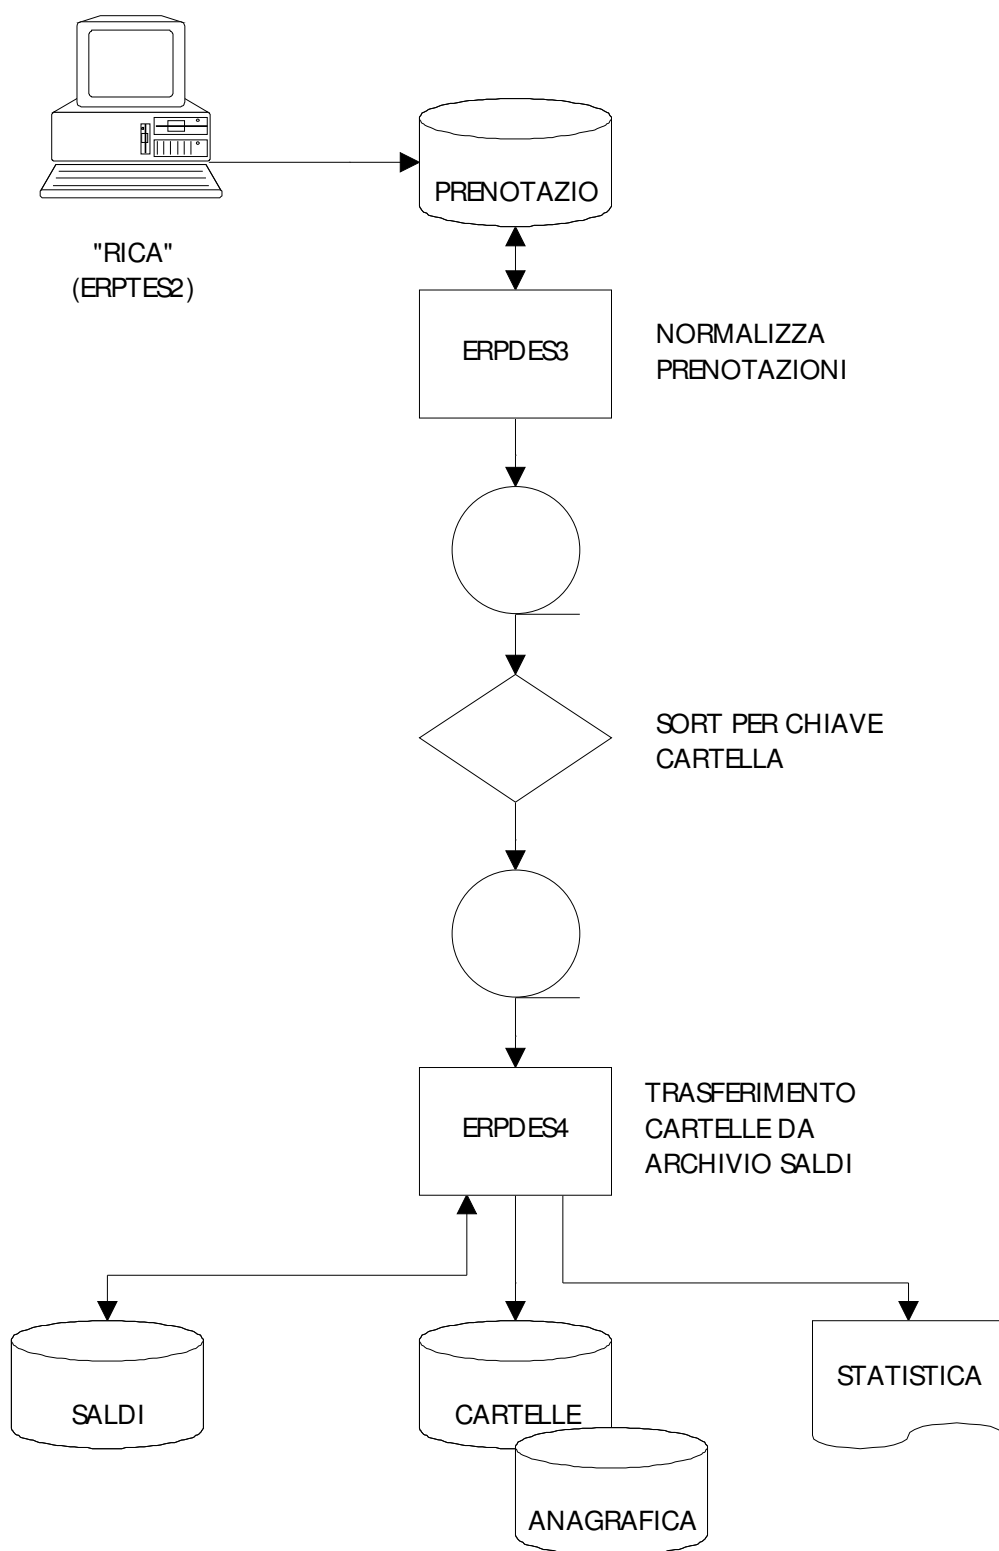 PRENOTAZIO
"RICA"
(ERPTES2)
ERPDES3
NORMALIZZA
PRENOTAZIONI
SORT PER CHIAVE
CARTELLA
ERPDES4
TRASFERIMENTO
CARTELLE DA
ARCHIVIO SALDI
SALDI
CARTELLE
STATISTICA
ANAGRAFICA